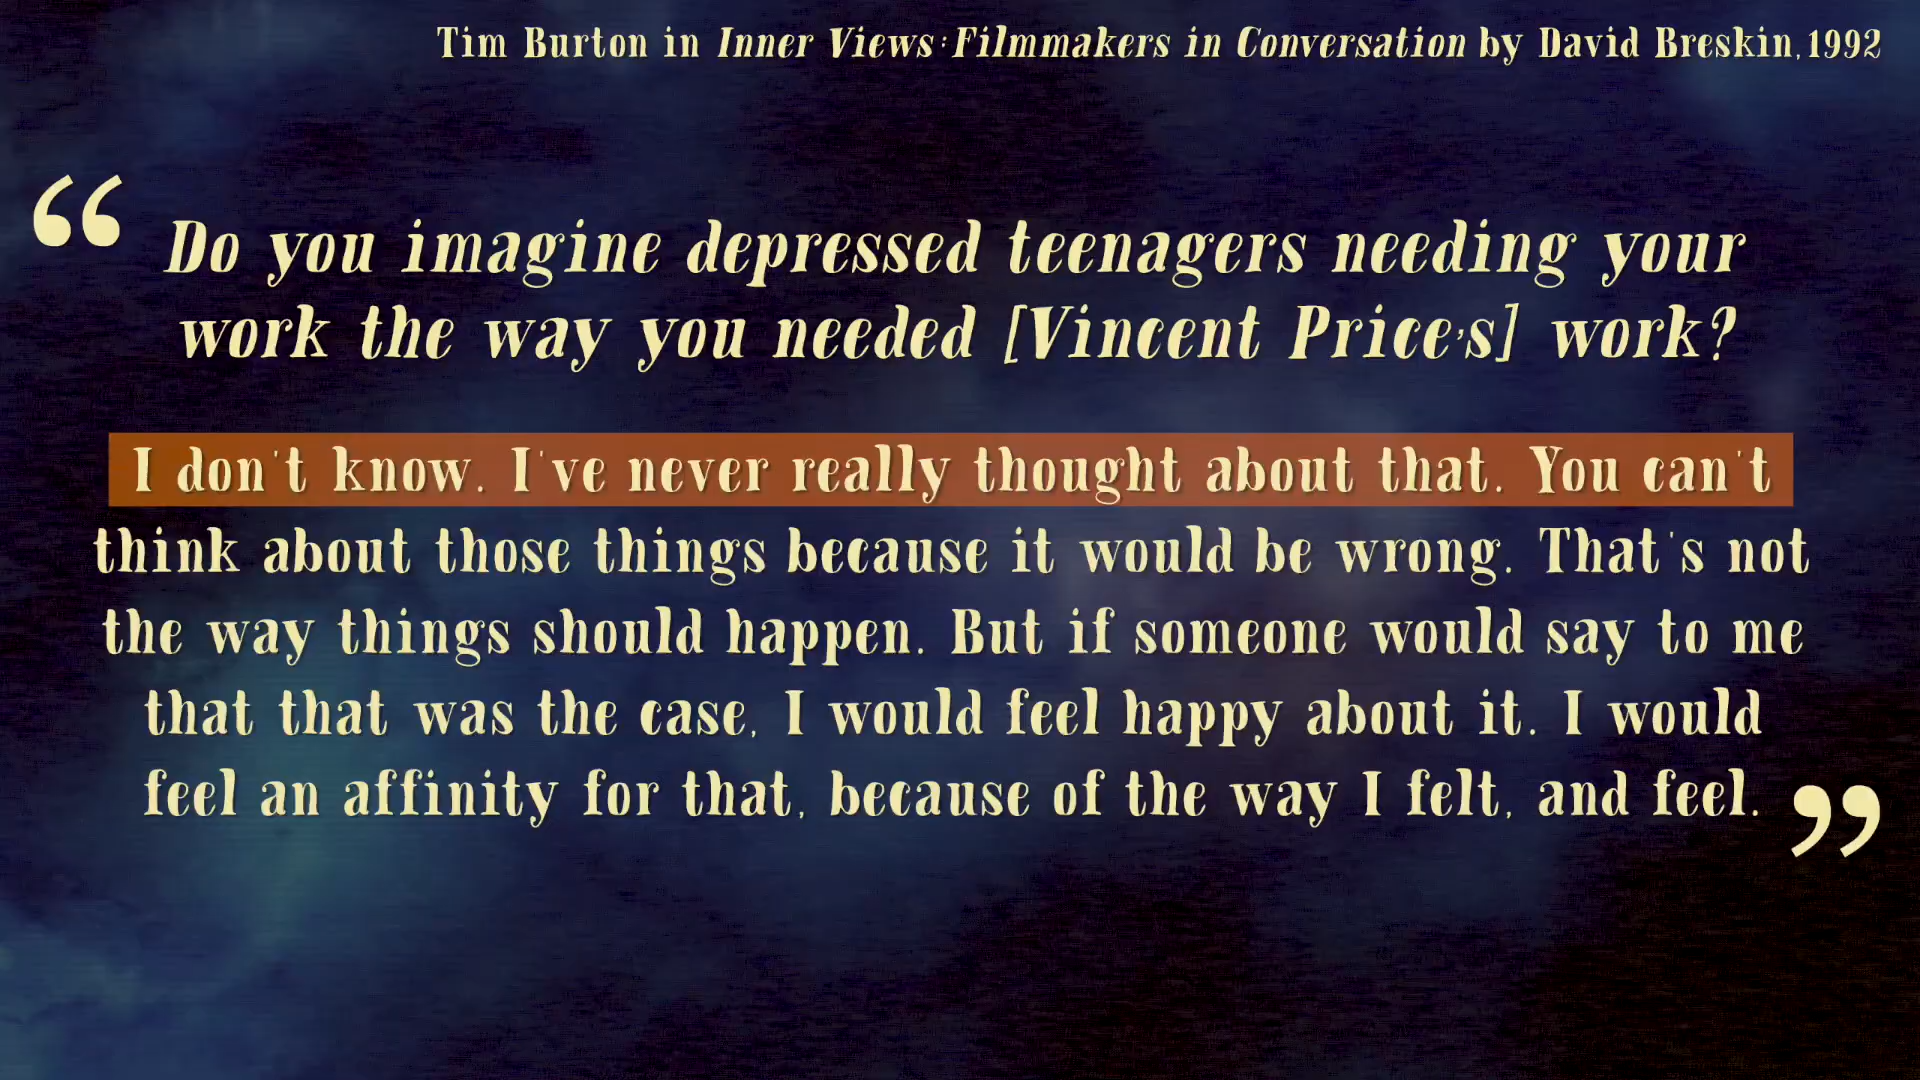 Tim Burton in Inner Views: Filmmakers in Conversation by David Breskin, 1992
“Do you imagine depressed teenagers needing your
work the way you needed [Vincent Price's] work?
I don't know. I've never really thought about that. You can't
think about those things because it would be wrong. That's not
the way things should happen. But if someone would say to me
that that was the case, I would feel happy about it. I would
feel an affinity for that, because of the way I felt, and feel.”